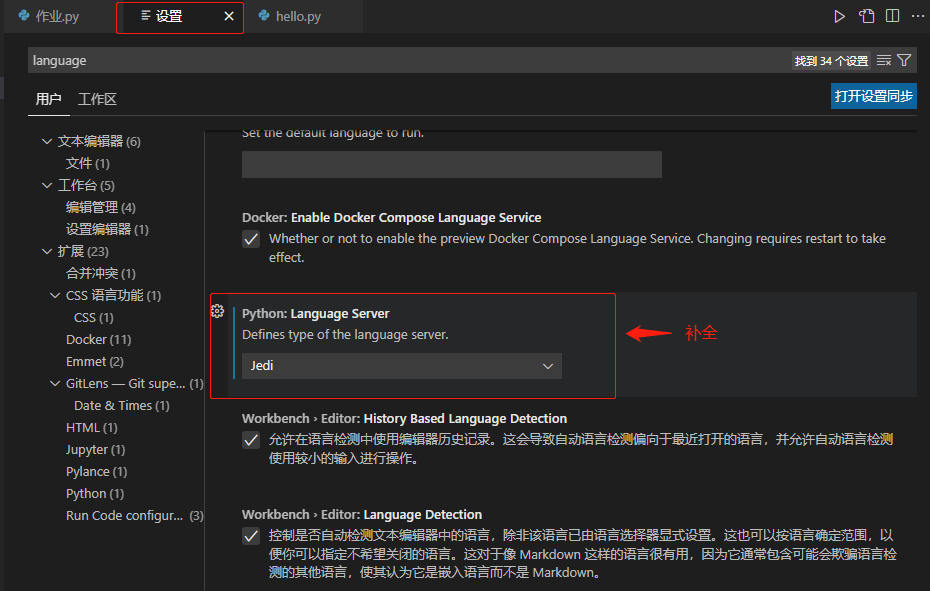 作业.py
设置
hello.py
language
找到 34 个设置
用户
工作区
打开设置同步
文本编辑器 (6)
文件 (1)
工作台 (5)
编辑管理 (4)
设置编辑器 (1)
扩展 (23)
合并冲突 (1)
CSS 语言功能 (1)
CSS (1)
Docker (11)
Emmet (2)
GitLens — Git supe... (1)
Date & Times (1)
HTML (1)
Jupyter (1)
Pylance (1)
Python (1)
Run Code configur... (3)
Set the default language to run.
Docker: Enable Docker Compose Language Service
Whether or not to enable the preview Docker Compose Language Service. Changing requires restart to take
effect.
Python: Language Server
Defines type of the language server.
Jedi
补全
Workbench › Editor: History Based Language Detection
允许在语言检测中使用编辑器历史记录。这会导致自动语言检测偏向于最近打开的语言，并允许自动语言检测
使用较小的输入进行操作。
Workbench › Editor: Language Detection
控制是否自动检测文本编辑器中的语言，除非该语言已由语言选择器显式设置。这也可以按语言确定范围，以
便你可以指定不希望关闭的语言。这对于像 Markdown 这样的语言很有用，因为它通常包含可能会欺骗语言检
测的其他语言，使其认为它是嵌入语言而不是 Markdown。